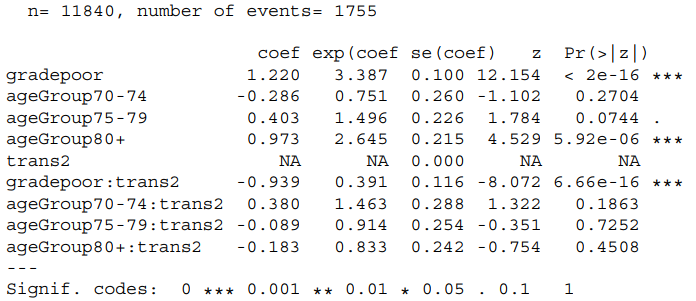 n= 11840, number of events= 1755
coef exp(coef se(coef) z Pr(>|z|)
gradepoor 1.220 3.387 0.100 12.154 < 2e-16 ***
ageGroup70-74 -0.286 0.751 0.260 -1.102 0.2704
ageGroup75-79 0.403 1.496 0.226 1.784 0.0744 .
ageGroup80+ 0.973 2.645 0.215 4.529 5.92e-06 ***
trans2 NA NA 0.000 NA NA
gradepoor:trans2 -0.939 0.391 0.116 -8.072 6.66e-16 ***
ageGroup70-74:trans2 0.380 1.463 0.288 1.322 0.1863
ageGroup75-79:trans2 -0.089 0.914 0.254 -0.351 0.7252
ageGroup80+:trans2 -0.183 0.833 0.242 -0.754 0.4508
---
Signif. codes: 0 *** 0.001 ** 0.01 * 0.05 . 0.1 1